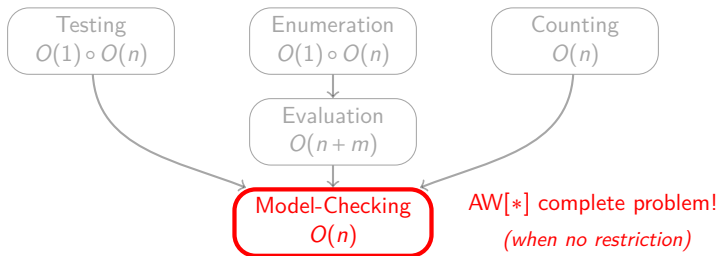 Testing
O(1) ∘ O(n)
Enumeration
O(1) ∘ O(n)
Counting
O(n)
Evaluation
O(n + m)
Model-Checking
O(n)
AW[∗] complete problem!
(when no restriction)